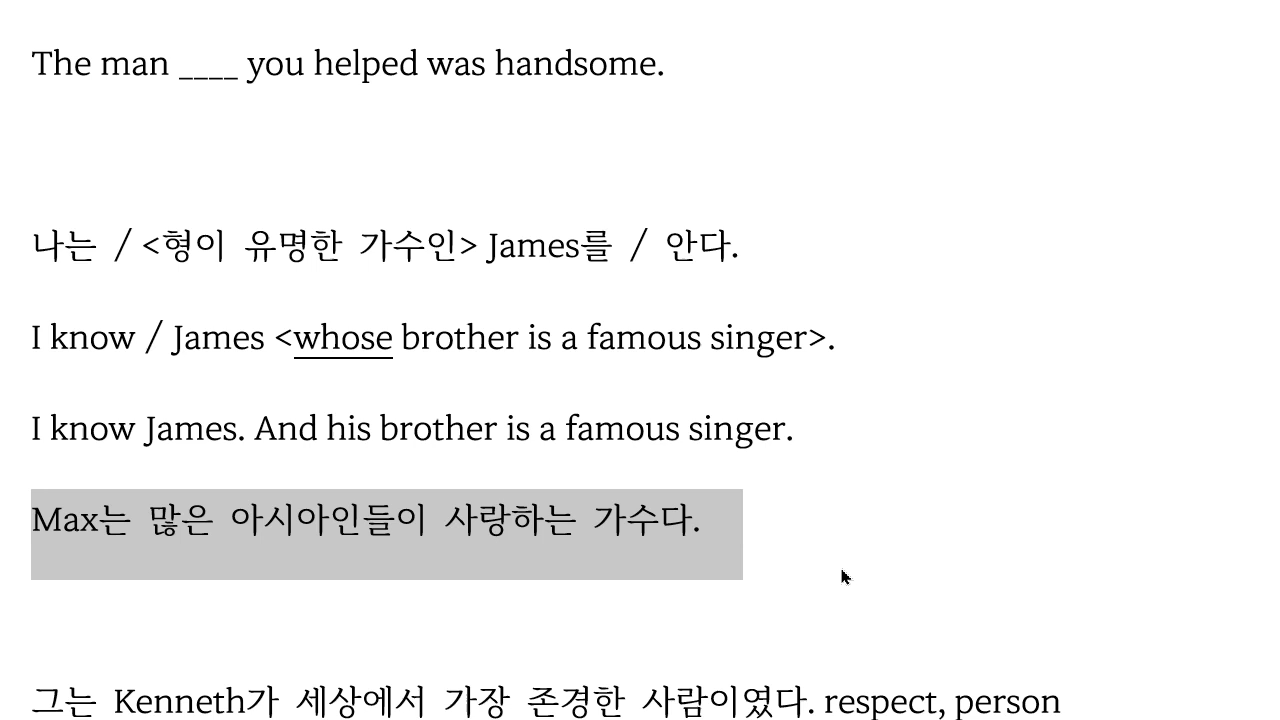 The man ____ you helped was handsome.
나는 / <형이 유명한 가수인> James를 / 안다.
I know / James <whose brother is a famous singer>.
I know James. And his brother is a famous singer.
Max는 많은 아시아인들이 사랑하는 가수다.
그는 Kenneth가 세상에서 가장 존경한 사람이였다. respect, person